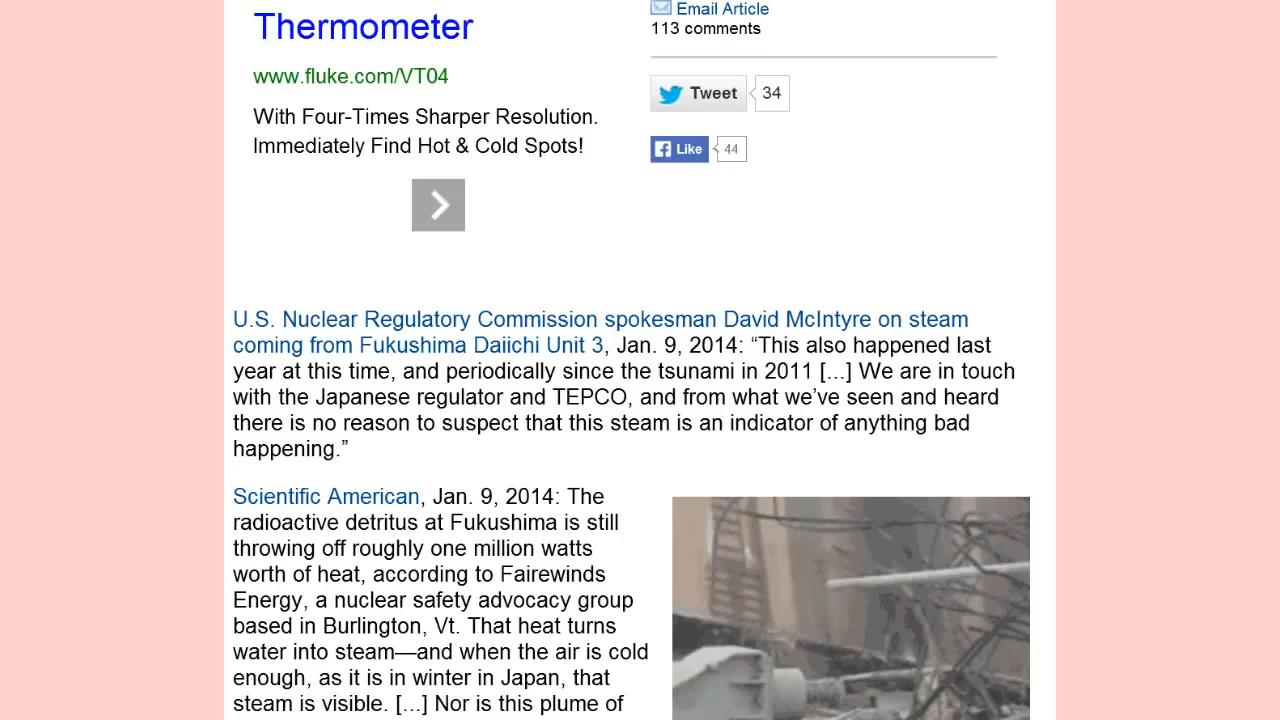 Thermometer
www.fluke.com/VT04
With Four-Times Sharper Resolution.
Immediately Find Hot & Cold Spots!
Email Article
113 comments
Tweet 34
Like 44
U.S. Nuclear Regulatory Commission spokesman David McIntyre on steam
coming from Fukushima Daiichi Unit 3, Jan. 9, 2014: “This also happened last
year at this time, and periodically since the tsunami in 2011 [...] We are in touch
with the Japanese regulator and TEPCO, and from what we’ve seen and heard
there is no reason to suspect that this steam is an indicator of anything bad
happening.”
Scientific American, Jan. 9, 2014: The
radioactive detritus at Fukushima is still
throwing off roughly one million watts
worth of heat, according to Fairewinds
Energy, a nuclear safety advocacy group
based in Burlington, Vt. That heat turns
water into steam—and when the air is cold
enough, as it is in winter in Japan, that
steam is visible. [...] Nor is this plume of